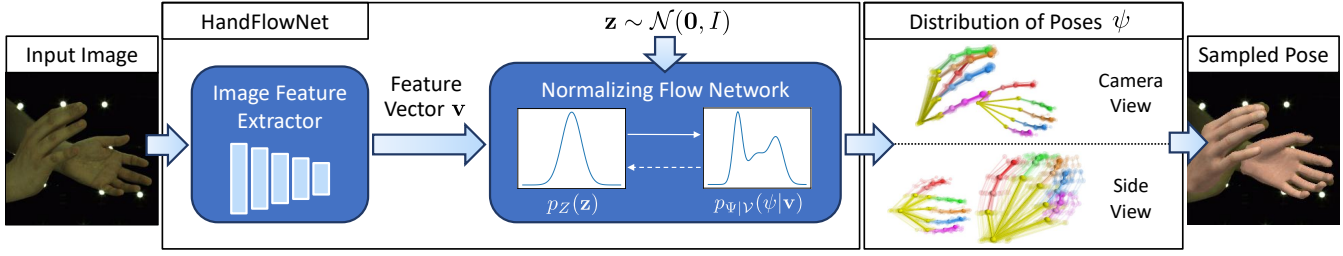 Input Image
HandFlowNet
Image Feature
Extractor
Feature
Vector v
z ∼ 𝒩(0, I)
Normalizing Flow Network
p_Z(z)
p_{Ψ|𝒱}(ψ|v)
Distribution of Poses ψ
Camera
View
Side
View
Sampled Pose